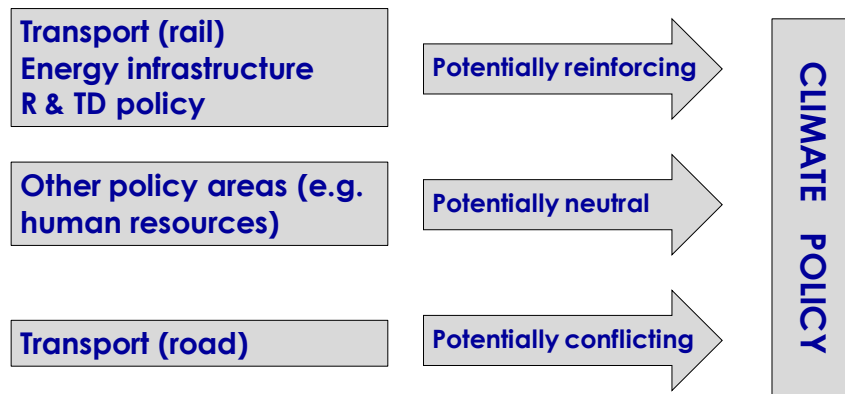 Transport (rail)
Energy infrastructure
R & TD policy
Potentially reinforcing
Other policy areas (e.g.
human resources)
Potentially neutral
Transport (road)
Potentially conflicting
CLIMATE POLICY